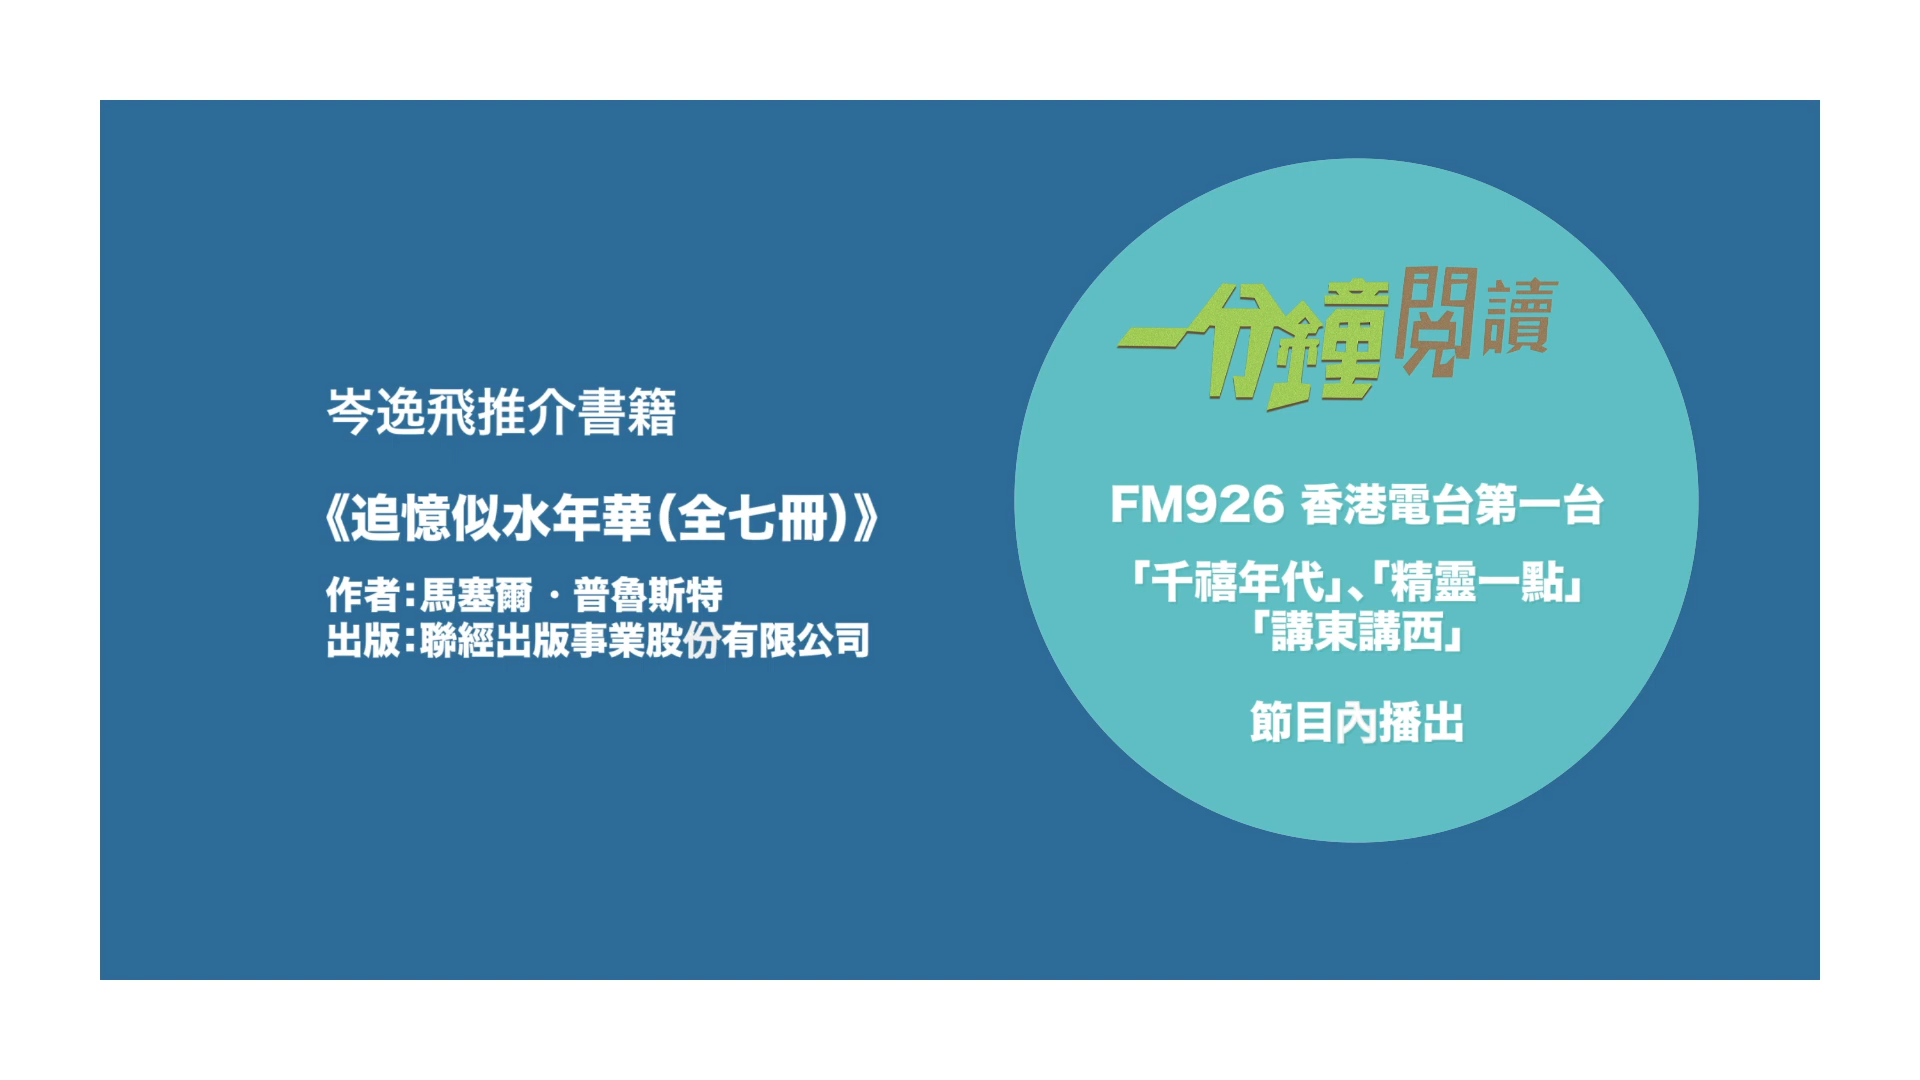 岑逸飛推介書籍
《追憶似水年華(全七冊)》
作者:馬塞爾·普魯斯特
出版:聯經出版事業股份有限公司
一分鐘閱讀
FM926 香港電台第一台
「千禧年代」、「精靈一點」
「講東講西」
節目內播出